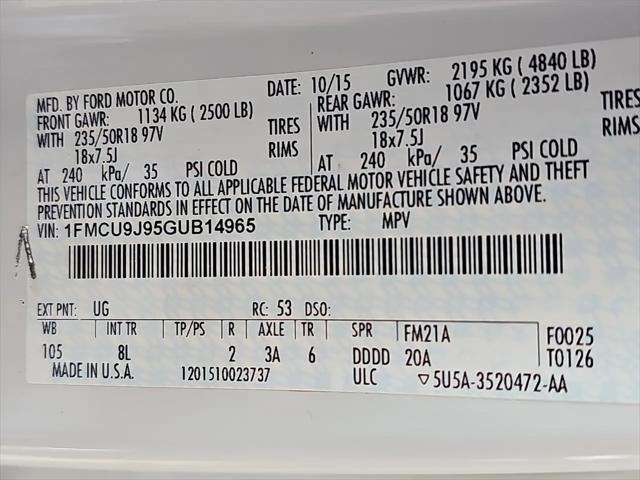 MFD. BY FORD MOTOR CO.
DATE: 10/15 GVWR: 2195 KG ( 4840 LB)
FRONT GAWR: 1134 KG ( 2500 LB) REAR GAWR: 1067 KG ( 2352 LB)
WITH 235/50R18 97V TIRES WITH 235/50R18 97V TIRES
18x7.5J RIMS 18x7.5J RIMS
AT 240 kPa/ 35 PSI COLD AT 240 kPa/ 35 PSI COLD
THIS VEHICLE CONFORMS TO ALL APPLICABLE FEDERAL MOTOR VEHICLE SAFETY AND THEFT
PREVENTION STANDARDS IN EFFECT ON THE DATE OF MANUFACTURE SHOWN ABOVE.
VIN: 1FMCU9J95GUB14965 TYPE: MPV
EXT PNT: UG RC: 53 DSO:
WB INT TR TP/PS R AXLE TR SPR FM21A F0025
105 8L 2 3A 6 DDDD 20A T0126
MADE IN U.S.A. 1201510023737 ULC ▽5U5A-3520472-AA